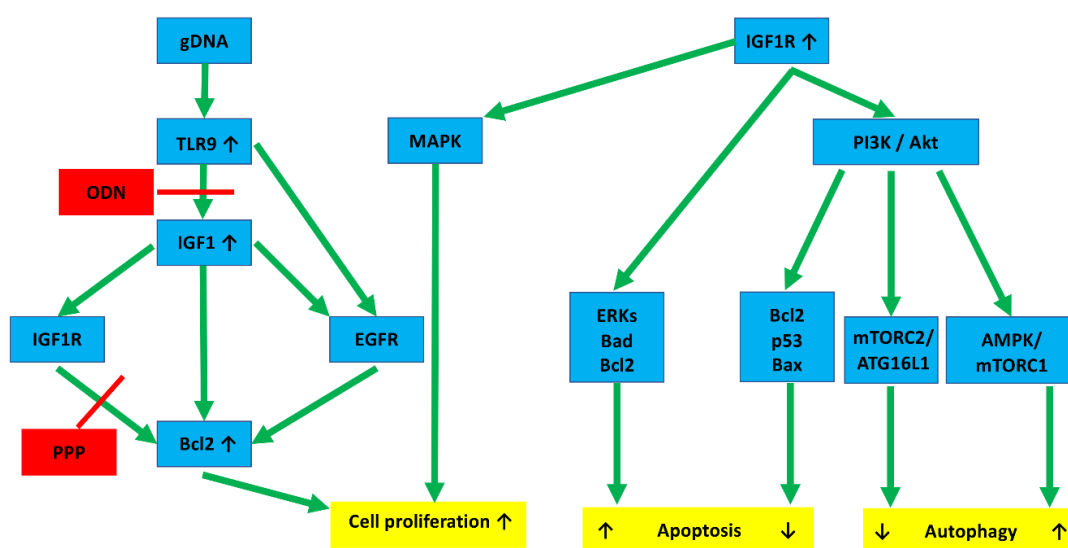 gDNA
IGF1R ↑
TLR9 ↑
MAPK
PI3K / Akt
ODN
IGF1 ↑
IGF1R
EGFR
ERKs
Bad
Bcl2
Bcl2
p53
Bax
mTORC2/
ATG16L1
AMPK/
mTORC1
Bcl2 ↑
PPP
Cell proliferation ↑
↑ Apoptosis ↓
↓ Autophagy ↑